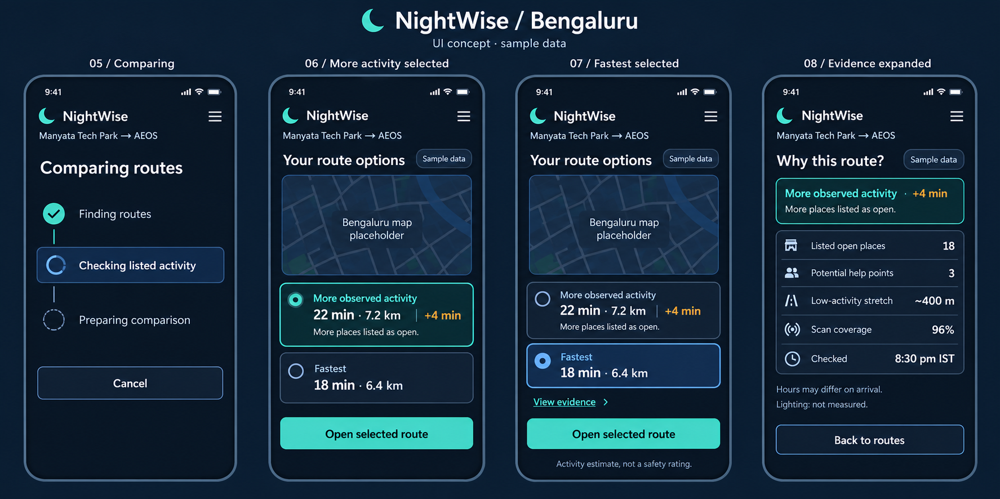 NightWise / Bengaluru
UI concept · sample data
05 / Comparing
9:41
NightWise
Manyata Tech Park → AEOS
Comparing routes
Finding routes
Checking listed activity
Preparing comparison
Cancel
06 / More activity selected
9:41
NightWise
Manyata Tech Park → AEOS
Your route options
Sample data
Bengaluru map
placeholder
More observed activity
22 min · 7.2 km | +4 min
More places listed as open.
Fastest
18 min · 6.4 km
Open selected route
07 / Fastest selected
9:41
NightWise
Manyata Tech Park → AEOS
Your route options
Sample data
Bengaluru map
placeholder
More observed activity
22 min · 7.2 km | +4 min
More places listed as open.
Fastest
18 min · 6.4 km
View evidence >
Open selected route
Activity estimate, not a safety rating.
08 / Evidence expanded
9:41
NightWise
Manyata Tech Park → AEOS
Why this route?
Sample data
More observed activity · +4 min
More places listed as open.
Listed open places 18
Potential help points 3
Low-activity stretch ~400 m
Scan coverage 96%
Checked 8:30 pm IST
Hours may differ on arrival.
Lighting: not measured.
Back to routes